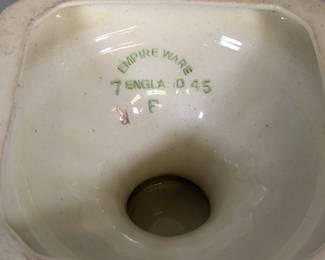 EMPIRE WARE
7 ENGLA D 45
F